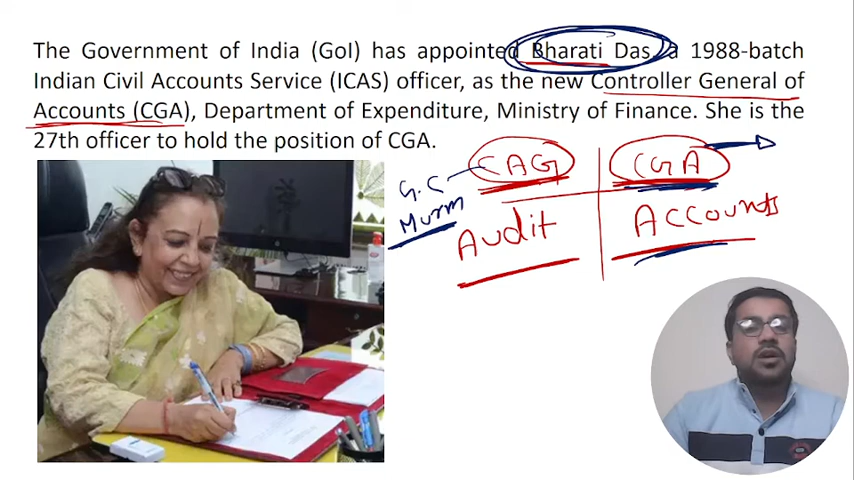 The Government of India (GoI) has appointed Bharati Das, a 1988-batch
Indian Civil Accounts Service (ICAS) officer, as the new Controller General of
Accounts (CGA), Department of Expenditure, Ministry of Finance. She is the
27th officer to hold the position of CGA.
CAG CGA
G.C
Murm
Audit Accounts